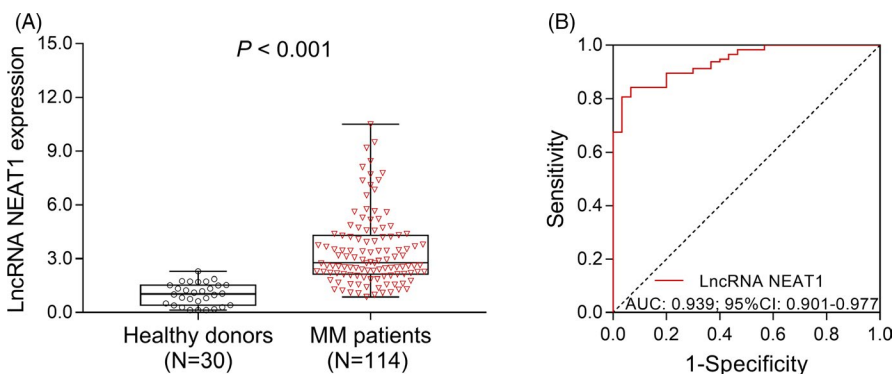 (A)
P < 0.001
LncRNA NEAT1 expression
15.0
12.0
9.0
6.0
3.0
0.0
Healthy donors
(N=30)
MM patients
(N=114)
(B)
Sensitivity
1.0
0.8
0.6
0.4
0.2
0.0
LncRNA NEAT1
AUC: 0.939; 95%CI: 0.901-0.977
0.0 0.2 0.4 0.6 0.8 1.0
1-Specificity